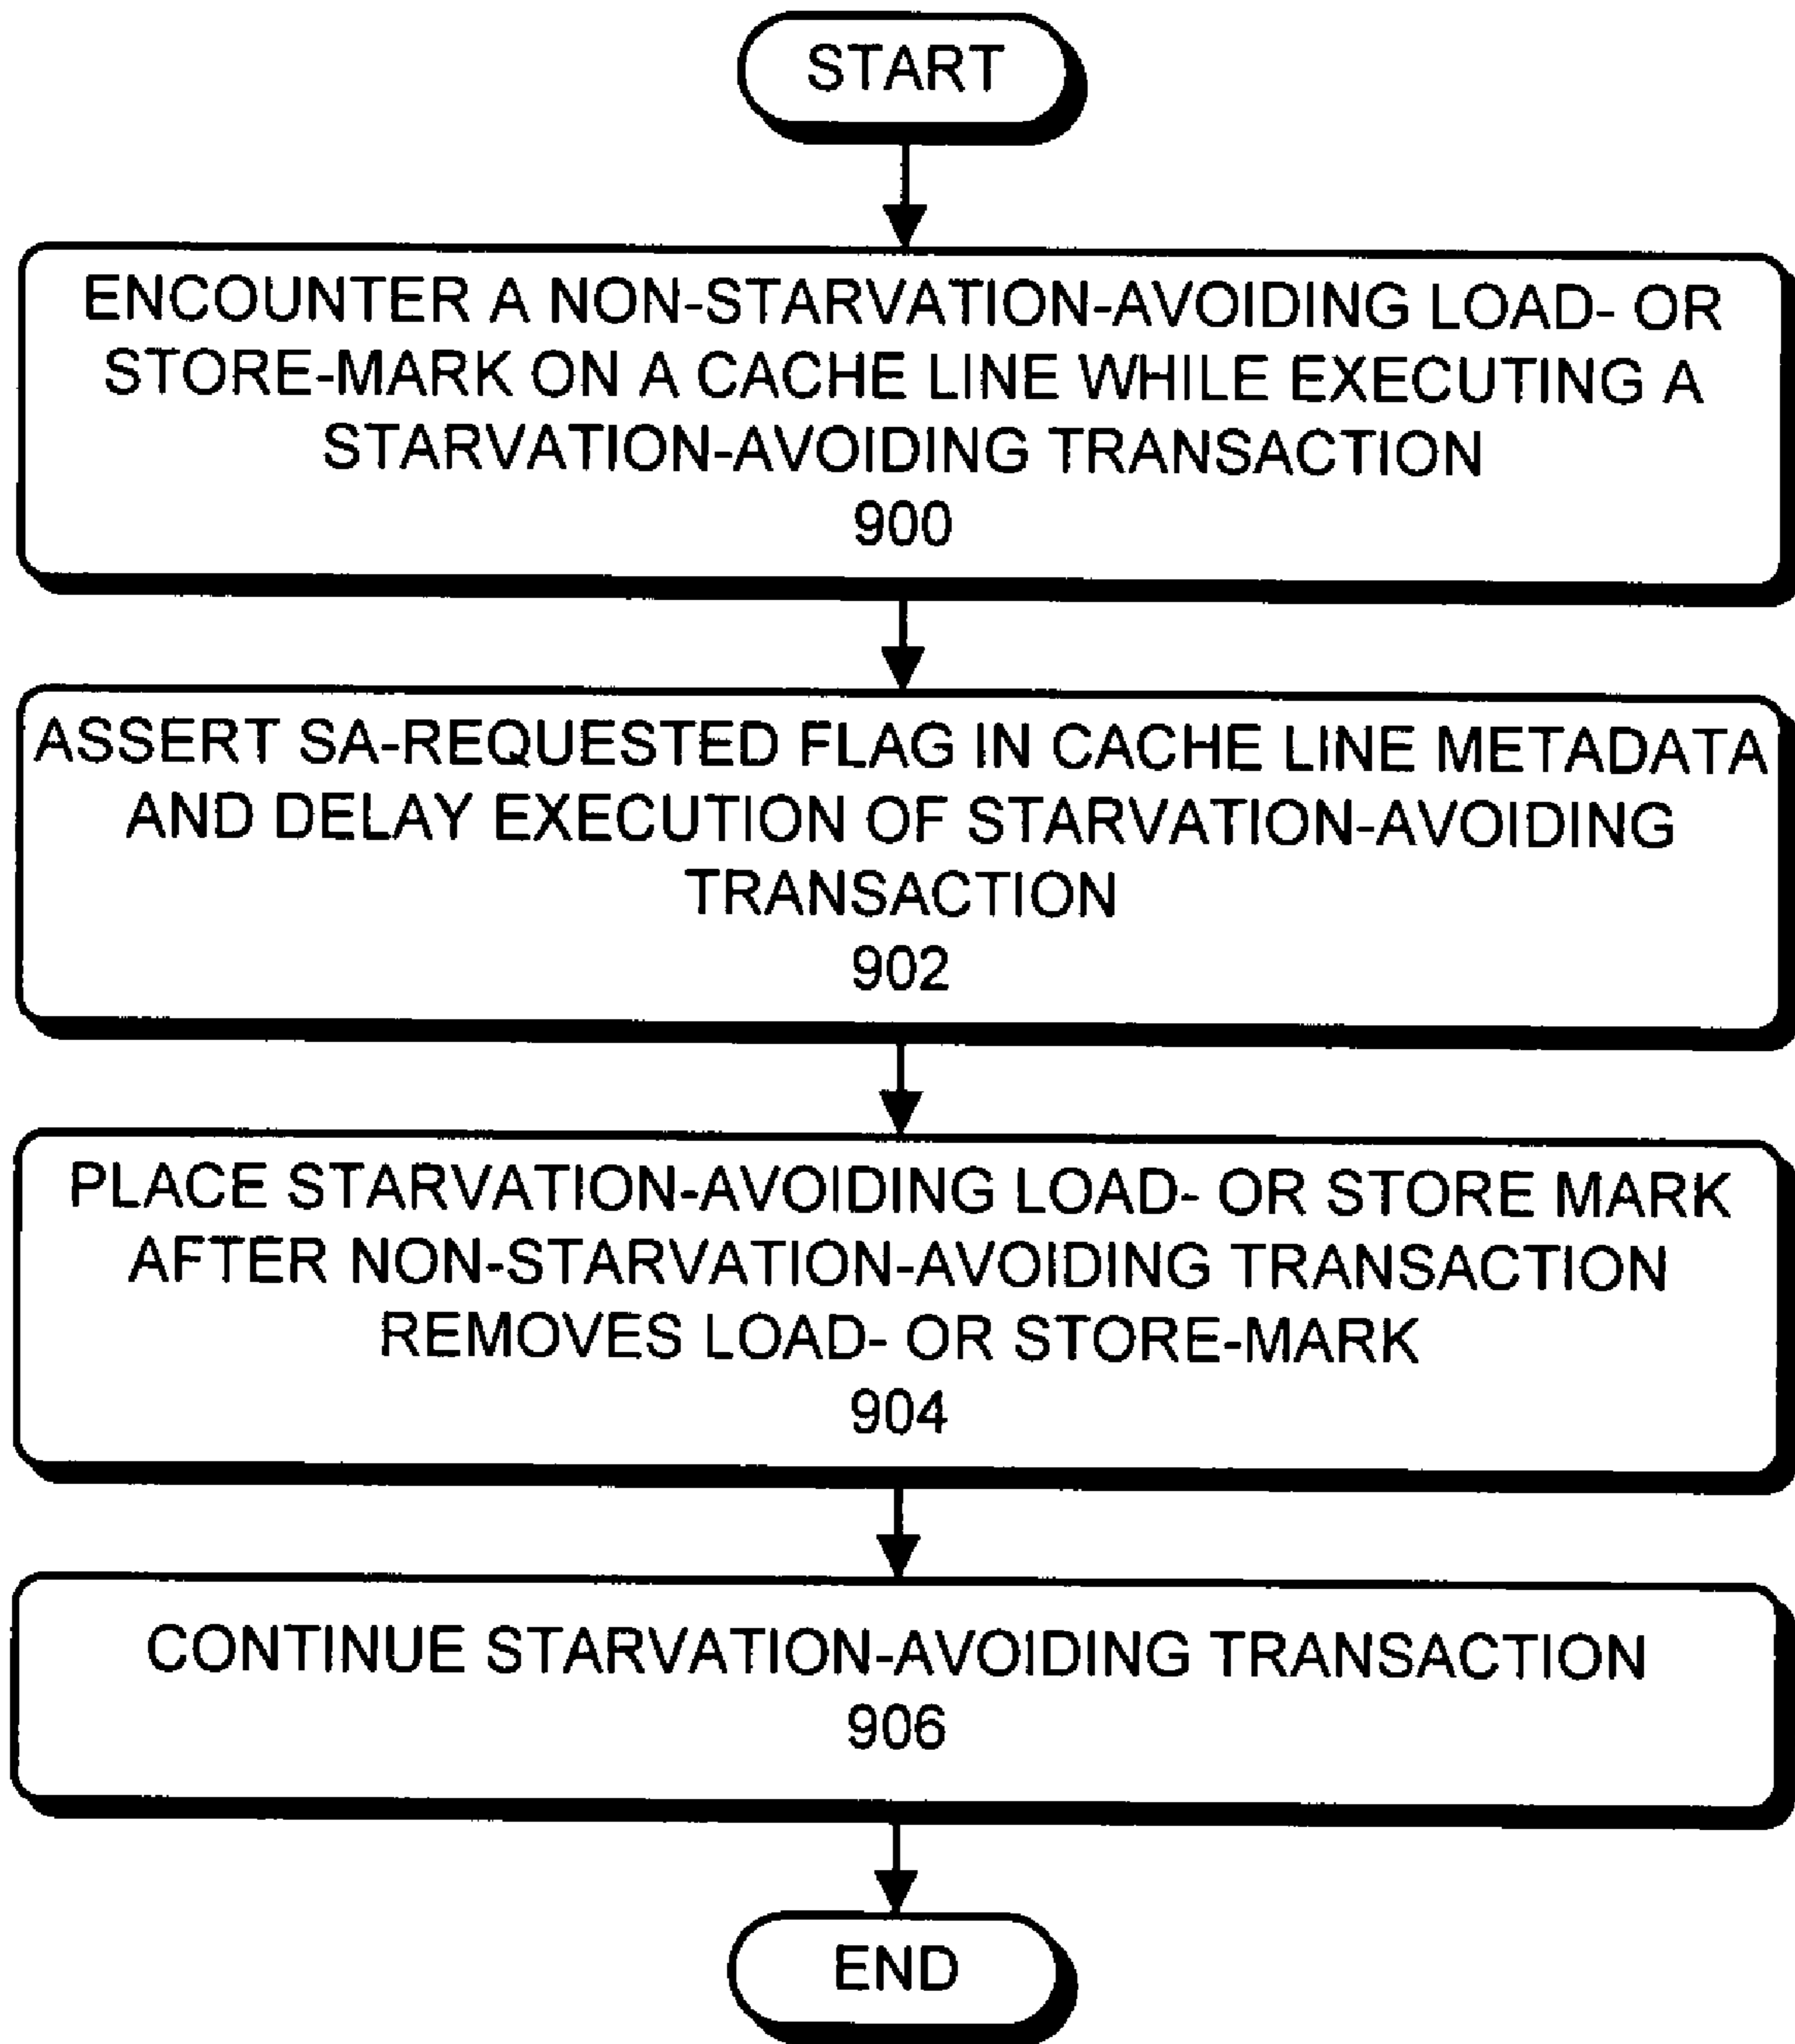 START
ENCOUNTER A NON-STARVATION-AVOIDING LOAD- OR
STORE-MARK ON A CACHE LINE WHILE EXECUTING A
STARVATION-AVOIDING TRANSACTION
900
ASSERT SA-REQUESTED FLAG IN CACHE LINE METADATA
AND DELAY EXECUTION OF STARVATION-AVOIDING
TRANSACTION
902
PLACE STARVATION-AVOIDING LOAD- OR STORE MARK
AFTER NON-STARVATION-AVOIDING TRANSACTION
REMOVES LOAD- OR STORE-MARK
904
CONTINUE STARVATION-AVOIDING TRANSACTION
906
END